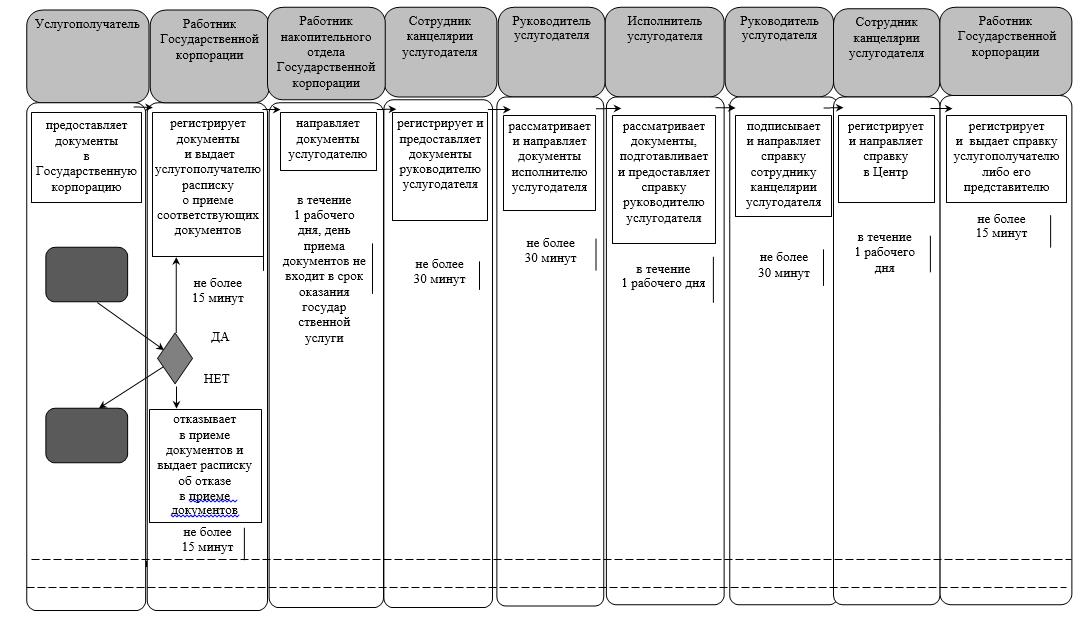 Услугополучатель
Работник
Государственной
корпорации
Работник
накопительного
отдела
Государственной
корпорации
Сотрудник
канцелярии
услугодателя
Руководитель
услугодателя
Исполнитель
услугодателя
Руководитель
услугодателя
Сотрудник
канцелярии
услугодателя
Работник
Государственной
корпорации
предоставляет
документы
в
Государственную
корпорацию
регистрирует
документы
и выдает
услугополучателю
расписку
о приеме
соответствующих
документов
не более
15 минут
ДА
НЕТ
отказывает
в приеме
документов и
выдает расписку
об отказе
в приеме
документов
не более
15 минут
направляет
документы
услугодателю
в течение
1 рабочего
дня, день
приема
документов не
входит в срок
оказания
государ
ственной
услуги
регистрирует и
предоставляет
документы
руководителю
услугодателя
не более
30 минут
рассматривает
и направляет
документы
исполнителю
услугодателя
не более
30 минут
рассматривает
документы,
подготавливает
и предоставляет
справку
руководителю
услугодателя
в течение
1 рабочего дня
подписывает
и направляет
справку
сотруднику
канцелярии
услугодателя
не более
30 минут
регистрирует
и направляет
справку
в Центр
в течение
1 рабочего
дня
регистрирует
и выдает справку
услугополучателю
либо его
представителю
не более
15 минут